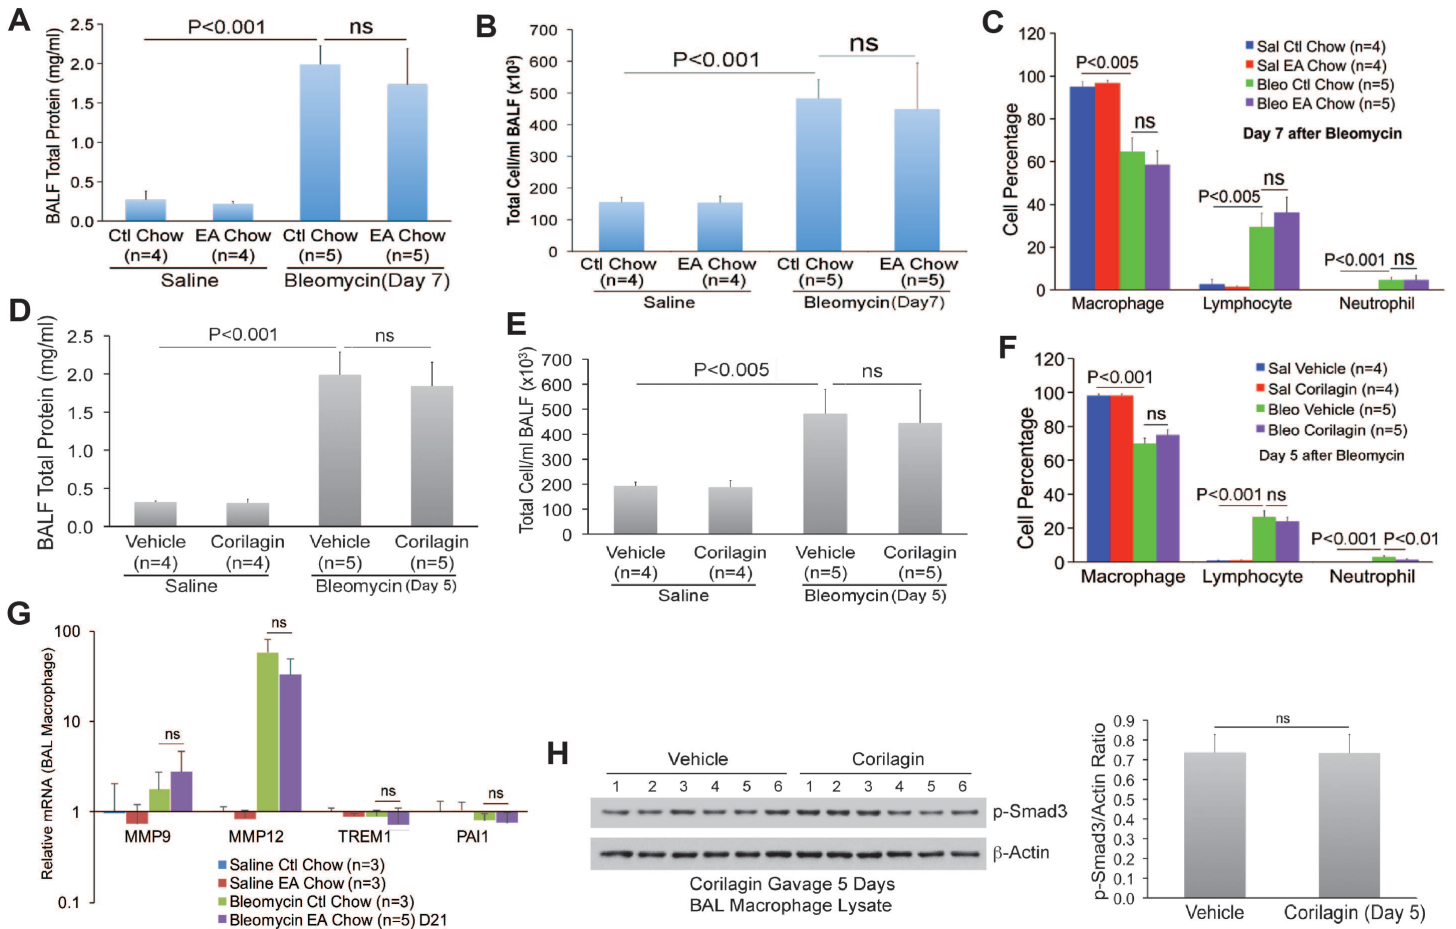 A
BALF Total Protein (mg/ml)
2.5
2.0
1.5
1.0
0.5
0.0
P<0.001
ns
Ctl Chow EA Chow Ctl Chow EA Chow
(n=4) (n=4) (n=5) (n=5)
Saline Bleomycin(Day 7)
B
Total Cell/ml BALF (x10³)
700
600
500
400
300
200
100
0
P<0.001
ns
Ctl Chow EA Chow Ctl Chow EA Chow
(n=4) (n=4) (n=5) (n=5)
Saline Bleomycin(Day7)
C
Cell Percentage
120
100
80
60
40
20
0
Sal Ctl Chow (n=4)
Sal EA Chow (n=4)
Bleo Ctl Chow (n=5)
Bleo EA Chow (n=5)
Day 7 after Bleomycin
P<0.005
ns
P<0.005
ns
P<0.001 ns
Macrophage Lymphocyte Neutrophil
D
BALF Total Protein (mg/ml)
2.5
2.0
1.5
1.0
0.5
0.0
P<0.001
ns
Vehicle Corilagin Vehicle Corilagin
(n=4) (n=4) (n=5) (n=5)
Saline Bleomycin(Day 5)
E
Total Cell/ml BALF (x10³)
700
600
500
400
300
200
100
0
P<0.005
ns
Vehicle Corilagin Vehicle Corilagin
(n=4) (n=4) (n=5) (n=5)
Saline Bleomycin(Day 5)
F
Cell Percentage
120
100
80
60
40
20
0
Sal Vehicle (n=4)
Sal Corilagin (n=4)
Bleo Vehicle (n=5)
Bleo Corilagin (n=5)
Day 5 after Bleomycin
P<0.001
ns
P<0.001 ns
P<0.001 P<0.01
Macrophage Lymphocyte Neutrophil
G
Relative mRNA (BAL Macrophage)
100
10
1
0.1
ns
ns
ns
ns
MMP9 MMP12 TREM1 PAI1
Saline Ctl Chow (n=3)
Saline EA Chow (n=3)
Bleomycin Ctl Chow (n=3)
Bleomycin EA Chow (n=5) D21
H
Vehicle Corilagin
1 2 3 4 5 6 1 2 3 4 5 6
p-Smad3
β-Actin
Corilagin Gavage 5 Days
BAL Macrophage Lysate
p-Smad3/Actin Ratio
0.9
0.8
0.7
0.6
0.5
0.4
0.3
0.2
0.1
0.0
ns
Vehicle Corilagin (Day 5)